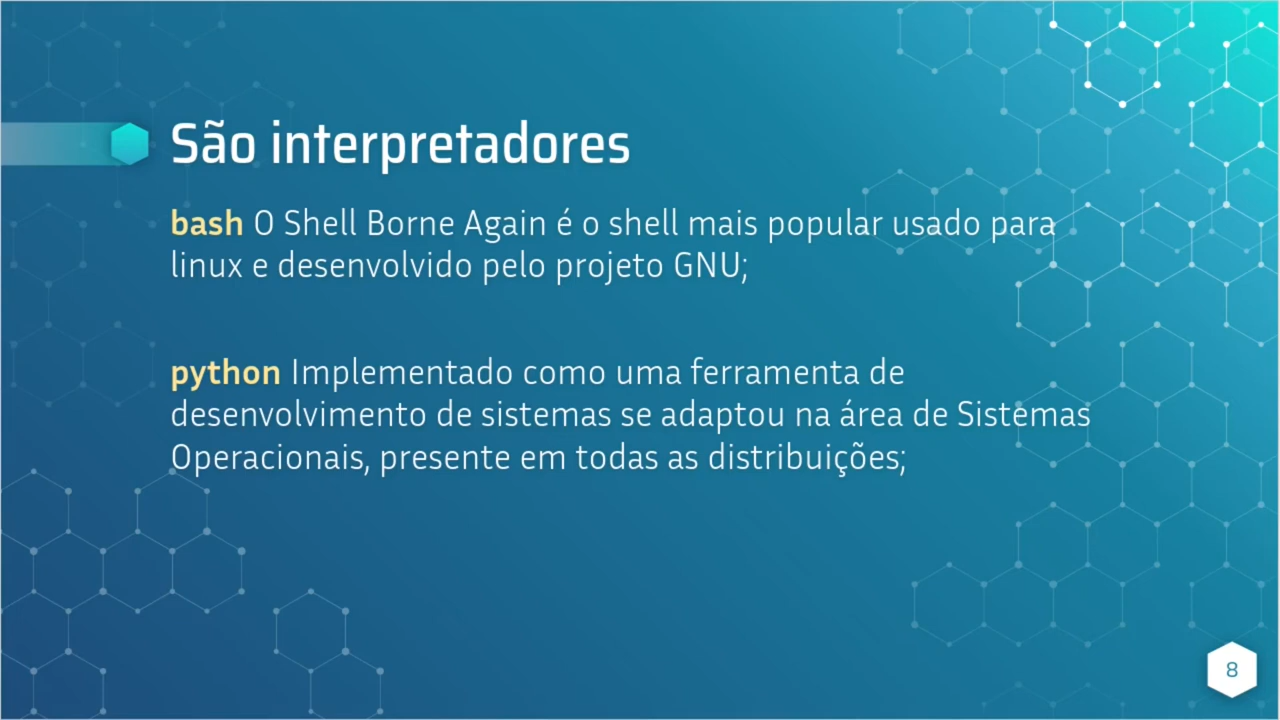 São interpretadores
bash O Shell Borne Again é o shell mais popular usado para
linux e desenvolvido pelo projeto GNU;
python Implementado como uma ferramenta de
desenvolvimento de sistemas se adaptou na área de Sistemas
Operacionais, presente em todas as distribuições;
8